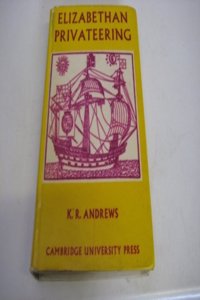 ELIZABETHAN
PRIVATEERING
K. R. ANDREWS
CAMBRIDGE UNIVERSITY PRESS